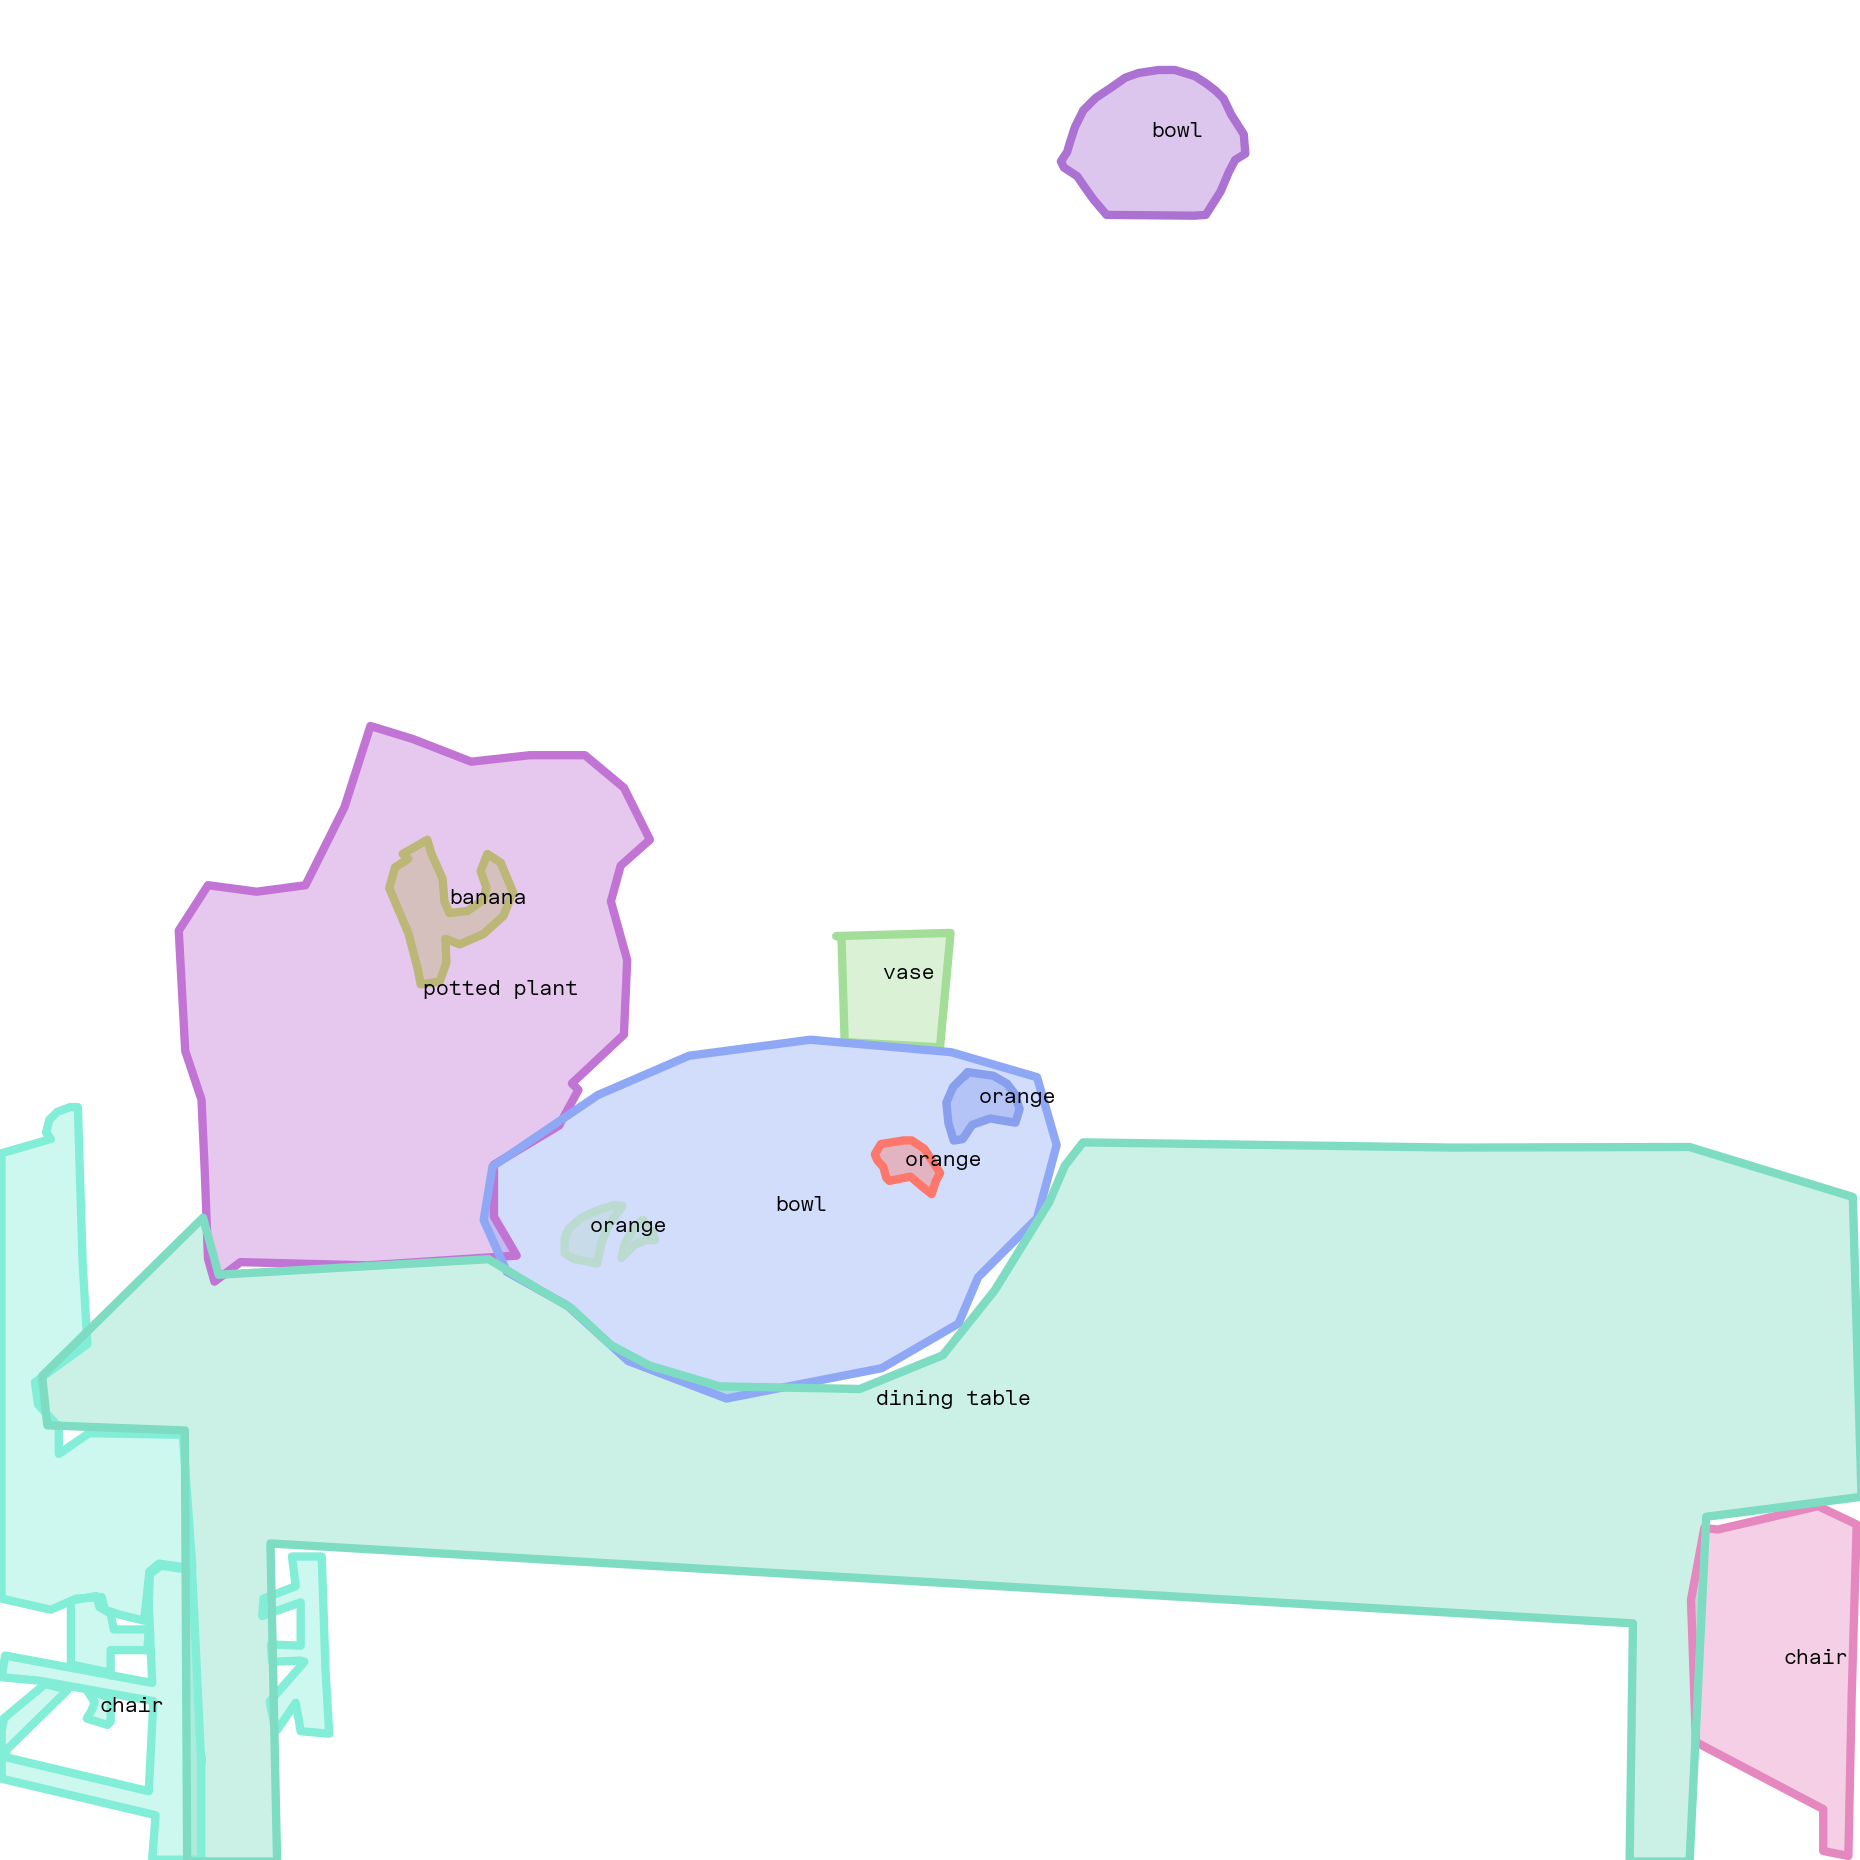 bowl
banana
vase
potted plant
orange
orange
bowl
orange
dining table
chair
chair